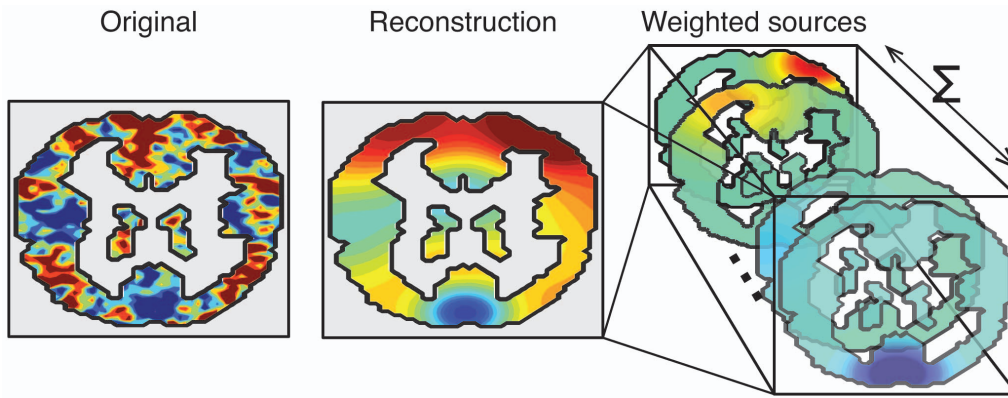 Original
Reconstruction
Weighted sources
Σ